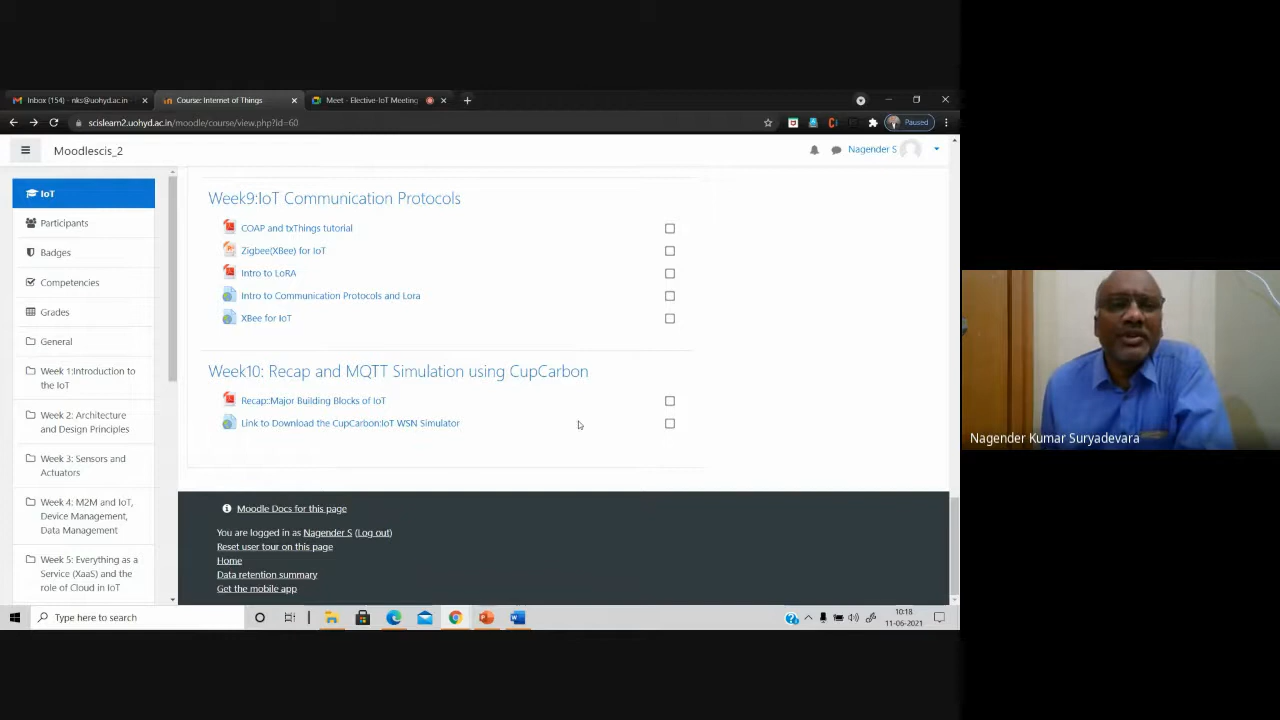 Inbox (154) - nks@uohyd.ac.in
Course: Internet of Things
Meet - Elective-IoT Meeting
scislearn2.uohyd.ac.in/moodle/course/view.php?id=60
Paused
Moodlescis_2
Nagender S
IoT
Participants
Badges
Competencies
Grades
General
Week 1:Introduction to
the IoT
Week 2: Architecture
and Design Principles
Week 3: Sensors and
Actuators
Week 4: M2M and IoT,
Device Management,
Data Management
Week 5: Everything as a
Service (XaaS) and the
role of Cloud in IoT
Week9:IoT Communication Protocols
COAP and txThings tutorial
Zigbee(XBee) for IoT
Intro to LoRA
Intro to Communication Protocols and Lora
XBee for IoT
Week10: Recap and MQTT Simulation using CupCarbon
Recap::Major Building Blocks of IoT
Link to Download the CupCarbon:IoT WSN Simulator
Moodle Docs for this page
You are logged in as Nagender S (Log out)
Reset user tour on this page
Home
Data retention summary
Get the mobile app
Nagender Kumar Suryadevara
Type here to search
10:18
11-06-2021